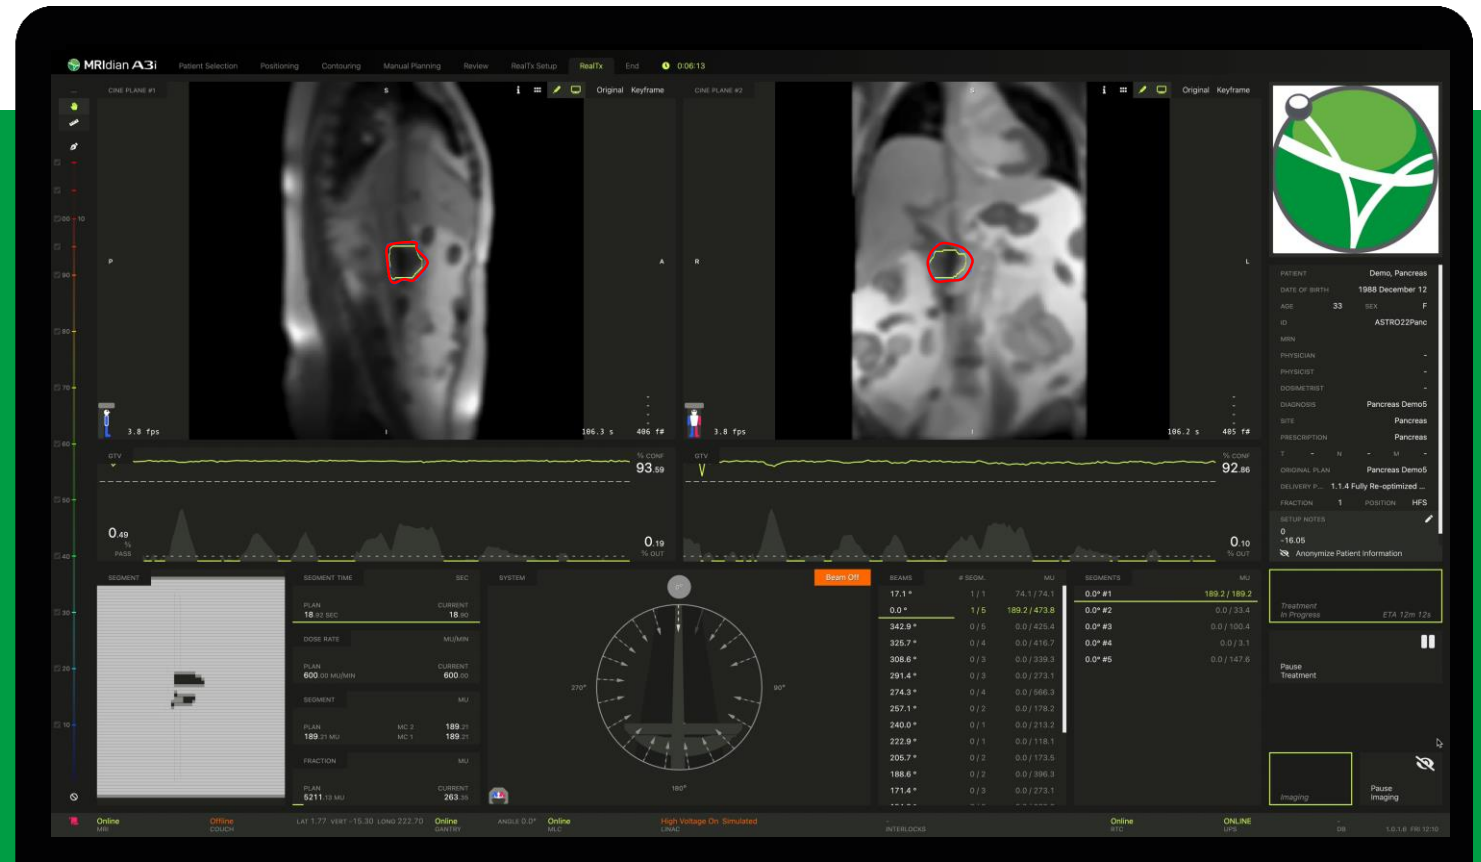 MRIdian A3i Patient Selection Positioning Contouring Manual Planning Review RealTx Setup RealTx End 0:06:13
CINE PLANE #1
S
i Original Keyframe
P
A
3.8 fps
I
106.3 s 406 f#
CINE PLANE #2
S
i Original Keyframe
R
L
3.8 fps
I
106.2 s 405 f#
10
90
80
70
60
50
40
30
20
10
GTV
% CONF
93.59
0.49
%
PASS
0.19
% OUT
GTV
% CONF
92.86
0.10
% OUT
SEGMENT
SEGMENT TIME SEC
PLAN CURRENT
18.92 SEC 18.90
DOSE RATE MU/MIN
PLAN CURRENT
600.00 MU/MIN 600.00
SEGMENT MU
PLAN MC 2 189.21
189.21 MU MC 1 189.21
FRACTION MU
PLAN CURRENT
5211.13 MU 263.35
SYSTEM
Beam Off
0°
270°
90°
180°
BEAMS # SEGM. MU
17.1° 1 / 1 74.1 / 74.1
0.0° 1 / 5 189.2 / 473.8
342.9° 0 / 5 0.0 / 425.4
325.7° 0 / 4 0.0 / 416.7
308.6° 0 / 3 0.0 / 339.3
291.4° 0 / 3 0.0 / 273.1
274.3° 0 / 4 0.0 / 566.3
257.1° 0 / 2 0.0 / 178.2
240.0° 0 / 1 0.0 / 213.2
222.9° 0 / 1 0.0 / 118.1
205.7° 0 / 2 0.0 / 173.5
188.6° 0 / 2 0.0 / 396.3
171.4° 0 / 3 0.0 / 273.1
SEGMENTS MU
0.0° #1 189.2 / 189.2
0.0° #2 0.0 / 33.4
0.0° #3 0.0 / 100.4
0.0° #4 0.0 / 3.1
0.0° #5 0.0 / 147.6
PATIENT Demo, Pancreas
DATE OF BIRTH 1988 December 12
AGE 33 SEX F
ID ASTRO22Panc
MRN
PHYSICIAN -
PHYSICIST -
DOSIMETRIST -
DIAGNOSIS Pancreas Demo5
SITE Pancreas
PRESCRIPTION Pancreas
T - N - M -
ORIGINAL PLAN Pancreas Demo5
DELIVERY P... 1.1.4 Fully Re-optimized ...
FRACTION 1 POSITION HFS
SETUP NOTES
0
-16.05
Anonymize Patient Information
Treatment
In Progress ETA 12m 12s
Pause
Treatment
Imaging
Pause
Imaging
Online
MRI
Offline
COUCH
LAT 1.77 VERT -15.30 LONG 222.70
Online
GANTRY
ANGLE 0.0°
Online
MLC
High Voltage On Simulated
LINAC
-
INTERLOCKS
Online
RTC
ONLINE
UPS
-
DB
1.0.1.6 FRI 12:10